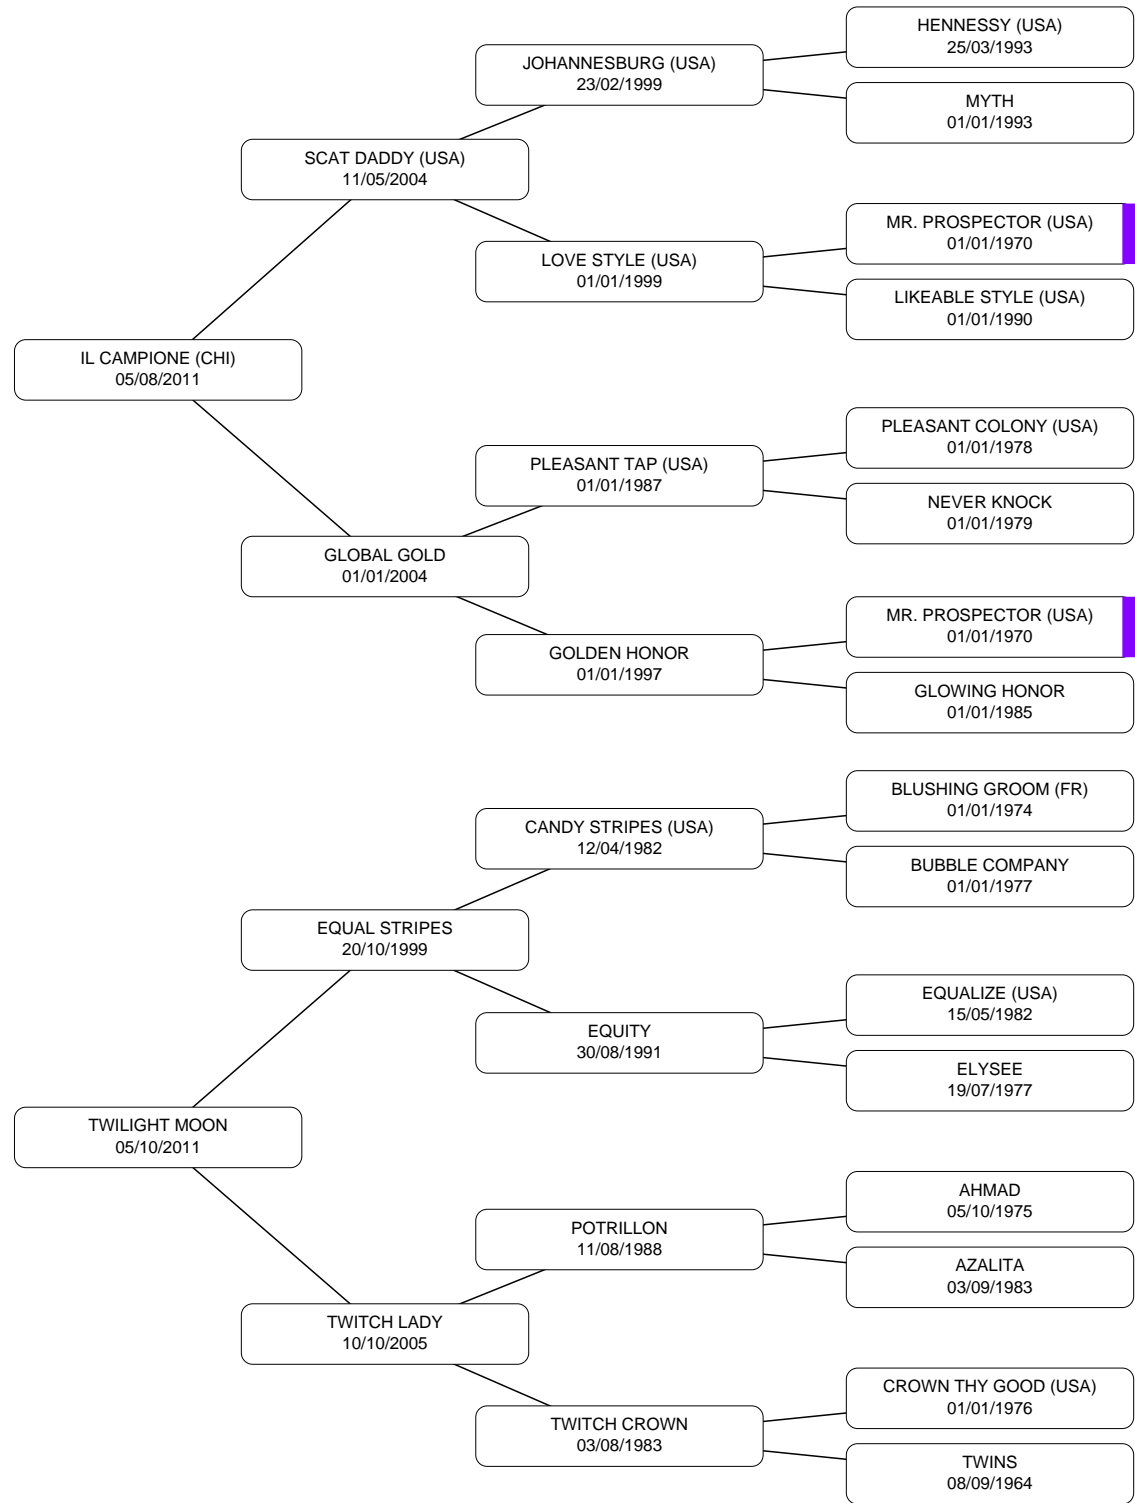 HENNESSY (USA)
25/03/1993
JOHANNESBURG (USA)
23/02/1999
MYTH
01/01/1993
SCAT DADDY (USA)
11/05/2004
MR. PROSPECTOR (USA)
01/01/1970
LOVE STYLE (USA)
01/01/1999
LIKEABLE STYLE (USA)
01/01/1990
IL CAMPIONE (CHI)
05/08/2011
PLEASANT COLONY (USA)
01/01/1978
PLEASANT TAP (USA)
01/01/1987
NEVER KNOCK
01/01/1979
GLOBAL GOLD
01/01/2004
MR. PROSPECTOR (USA)
01/01/1970
GOLDEN HONOR
01/01/1997
GLOWING HONOR
01/01/1985
BLUSHING GROOM (FR)
01/01/1974
CANDY STRIPES (USA)
12/04/1982
BUBBLE COMPANY
01/01/1977
EQUAL STRIPES
20/10/1999
EQUALIZE (USA)
15/05/1982
EQUITY
30/08/1991
ELYSEE
19/07/1977
TWILIGHT MOON
05/10/2011
AHMAD
05/10/1975
POTRILLON
11/08/1988
AZALITA
03/09/1983
TWITCH LADY
10/10/2005
CROWN THY GOOD (USA)
01/01/1976
TWITCH CROWN
03/08/1983
TWINS
08/09/1964